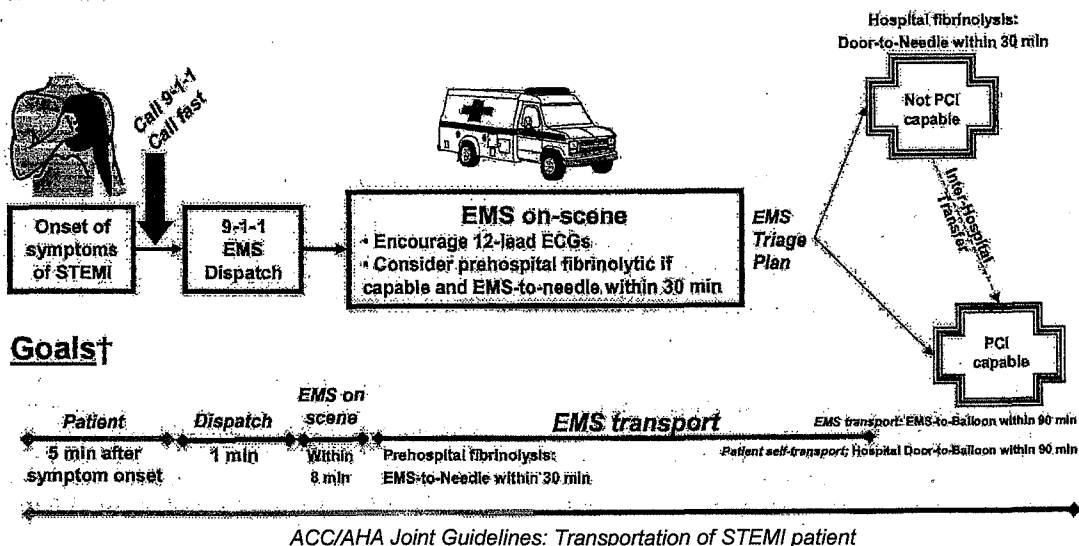 Hospital fibrinolysis:
Door-to-Needle within 30 min
Call 9-1-1
Call fast
Not PCI
capable
Onset of
symptoms
of STEMI
9-1-1
EMS
Dispatch
EMS on-scene
• Encourage 12-lead ECGs
• Consider prehospital fibrinolytic if
capable and EMS-to-needle within 30 min
EMS
Triage
Plan
Inter-Hospital
Transfer
PCI
capable
Goals†
Patient
Dispatch
EMS on
scene
EMS transport
EMS transport: EMS-to-Balloon within 90 min
5 min after
symptom onset
1 min
Within
8 min
Prehospital fibrinolysis:
EMS-to-Needle within 30 min
Patient self-transport: Hospital Door-to-Balloon within 90 min
ACC/AHA Joint Guidelines: Transportation of STEMI patient